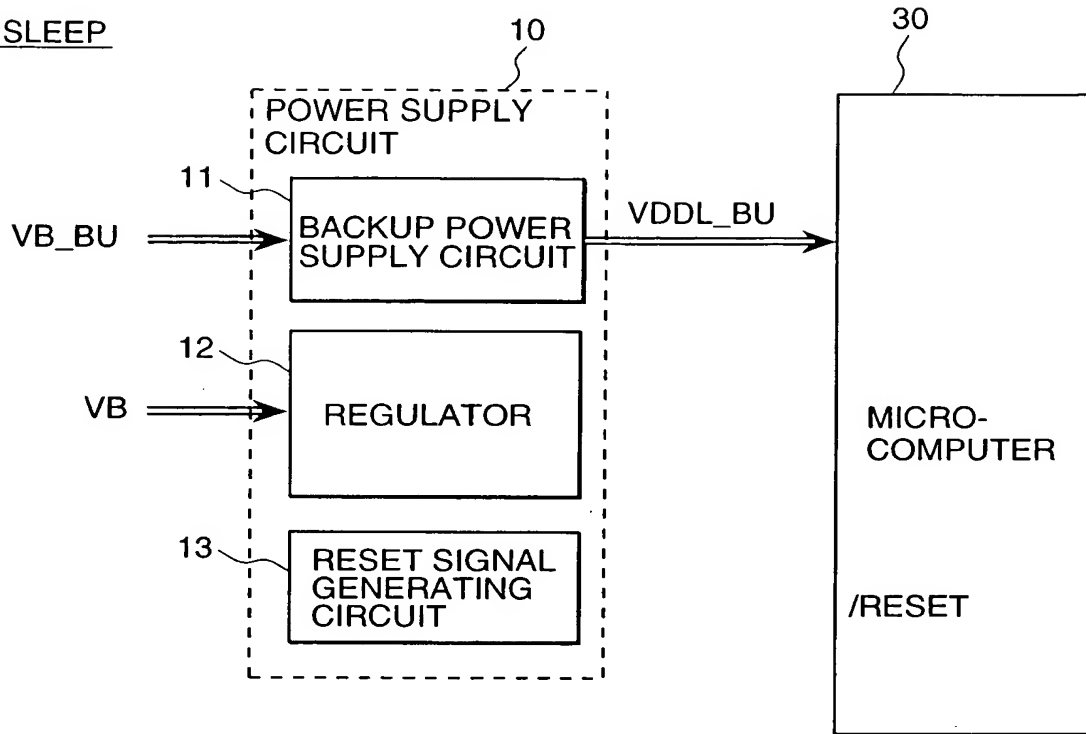 SLEEP
10
30
POWER SUPPLY
CIRCUIT
11
VB_BU
BACKUP POWER
SUPPLY CIRCUIT
VDDL_BU
12
VB
REGULATOR
MICRO-
COMPUTER
13
RESET SIGNAL
GENERATING
CIRCUIT
/RESET